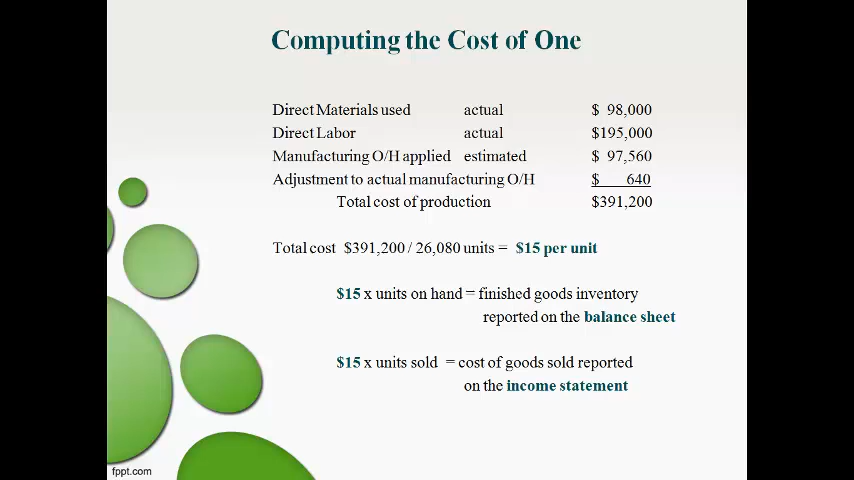 Computing the Cost of One
Direct Materials used actual $ 98,000
Direct Labor actual $195,000
Manufacturing O/H applied estimated $ 97,560
Adjustment to actual manufacturing O/H $ 640
Total cost of production $391,200
Total cost $391,200 / 26,080 units = $15 per unit
$15 x units on hand = finished goods inventory
reported on the balance sheet
$15 x units sold = cost of goods sold reported
on the income statement
fppt.com